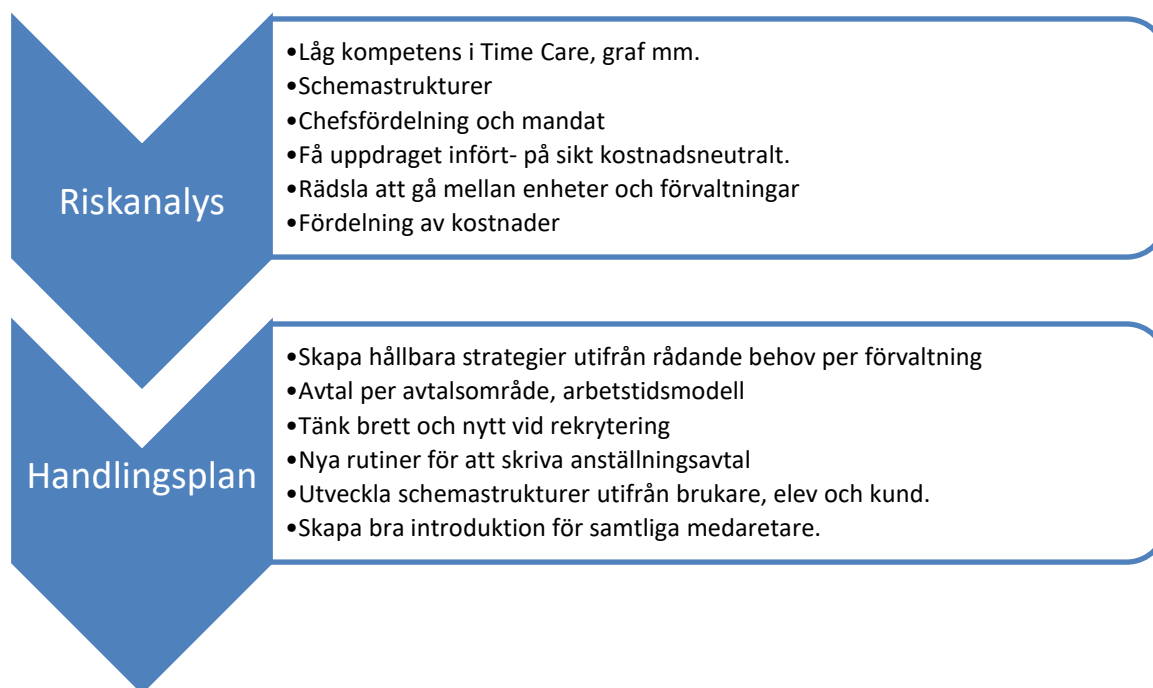 Riskanalys
•Låg kompetens i Time Care, graf mm.
•Schemastrukturer
•Chefsfördelning och mandat
•Få uppdraget infört- på sikt kostnadsneutralt.
•Rädsla att gå mellan enheter och förvaltningar
•Fördelning av kostnader
Handlingsplan
•Skapa hållbara strategier utifrån rådande behov per förvaltning
•Avtal per avtalsområde, arbetstidsmodell
•Tänk brett och nytt vid rekrytering
•Nya rutiner för att skriva anställningsavtal
•Utveckla schemastrukturer utifrån brukare, elev och kund.
•Skapa bra introduktion för samtliga medaretare.